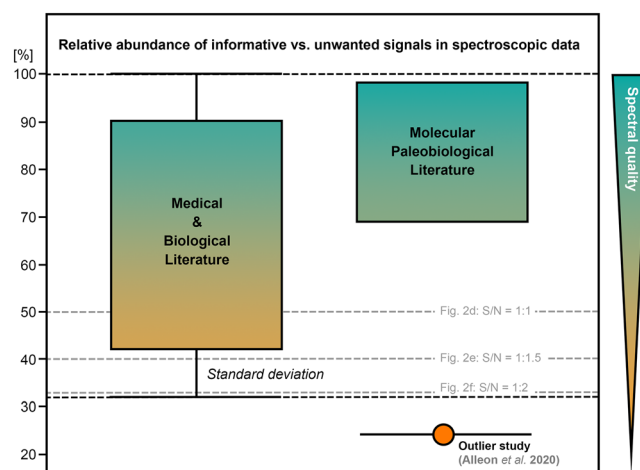 Relative abundance of informative vs. unwanted signals in spectroscopic data
[%]
100
90
80
70
60
50
40
30
20
Medical
&
Biological
Literature
Molecular
Paleobiological
Literature
Fig. 2d: S/N = 1:1
Fig. 2e: S/N = 1:1.5
Fig. 2f: S/N = 1:2
Standard deviation
Outlier study
(Alleon et al. 2020)
Spectral quality